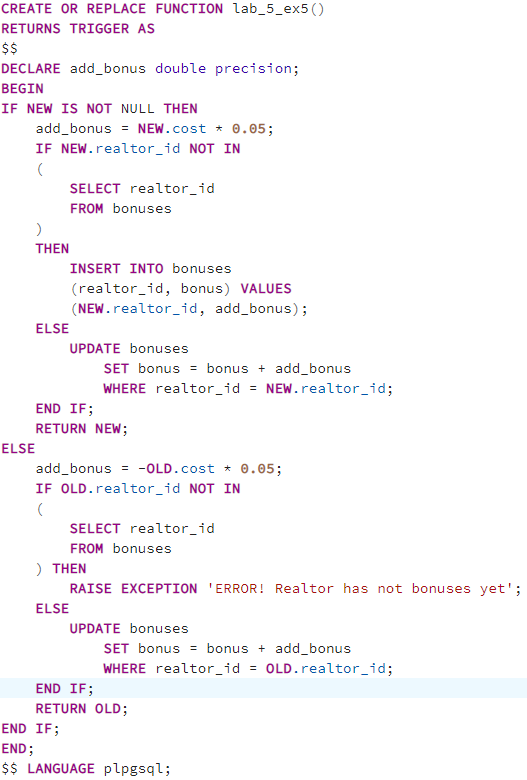 CREATE OR REPLACE FUNCTION lab_5_ex5()
RETURNS TRIGGER AS
$$
DECLARE add_bonus double precision;
BEGIN
IF NEW IS NOT NULL THEN
    add_bonus = NEW.cost * 0.05;
    IF NEW.realtor_id NOT IN
    (
        SELECT realtor_id
        FROM bonuses
    )
    THEN
        INSERT INTO bonuses
        (realtor_id, bonus) VALUES
        (NEW.realtor_id, add_bonus);
    ELSE
        UPDATE bonuses
            SET bonus = bonus + add_bonus
            WHERE realtor_id = NEW.realtor_id;
    END IF;
    RETURN NEW;
ELSE
    add_bonus = -OLD.cost * 0.05;
    IF OLD.realtor_id NOT IN
    (
        SELECT realtor_id
        FROM bonuses
    ) THEN
        RAISE EXCEPTION 'ERROR! Realtor has not bonuses yet';
    ELSE
        UPDATE bonuses
            SET bonus = bonus + add_bonus
            WHERE realtor_id = OLD.realtor_id;
    END IF;
    RETURN OLD;
END IF;
END;
$$ LANGUAGE plpgsql;